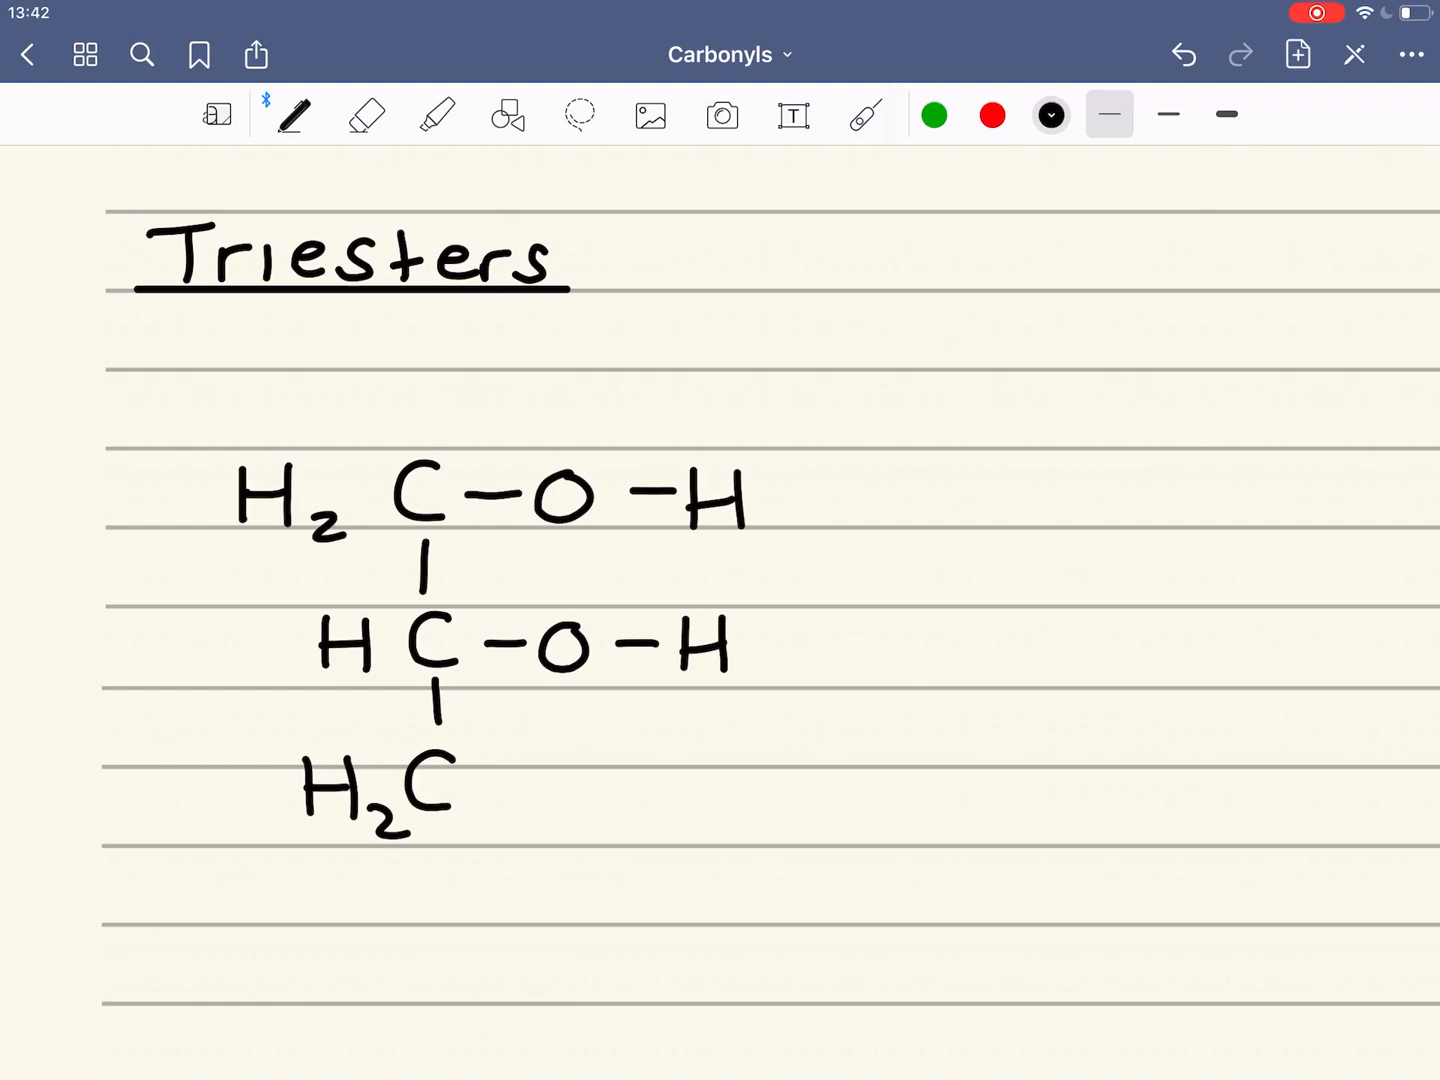 13:42
Carbonyls
T
Triesters
H₂ C–O–H
|
H C–O–H
|
H₂C